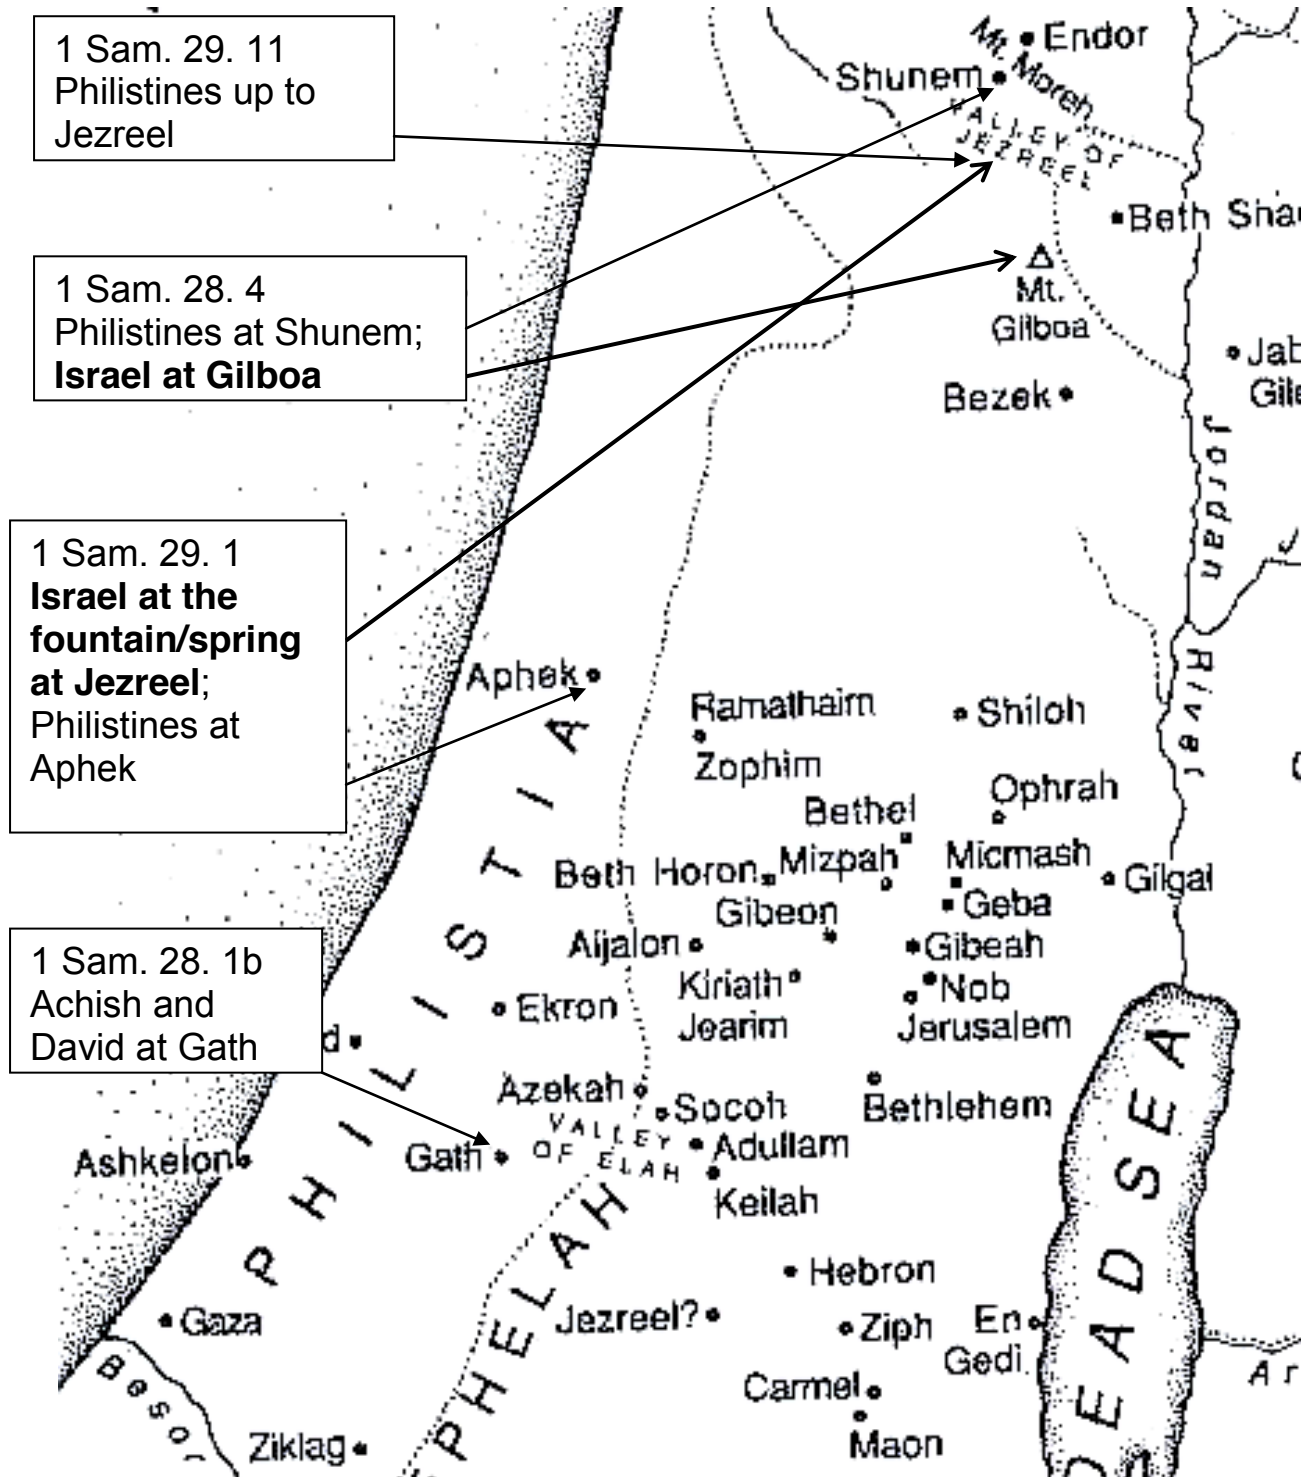 1 Sam. 29. 11
Philistines up to
Jezreel
1 Sam. 28. 4
Philistines at Shunem;
Israel at Gilboa
1 Sam. 29. 1
Israel at the
fountain/spring
at Jezreel;
Philistines at
Aphek
1 Sam. 28. 1b
Achish and
David at Gath
Endor
Mt. Moreh
Shunem
VALLEY OF
JEZREEL
Beth
Mt.
Gilboa
Bezek
Jordan River
Aphek
PHILISTIA
Ramathaim
Zophim
Shiloh
Ophrah
Bethel
Mizpah
Micmash
Beth Horon
Gilgal
Geba
Gibeon
Aijalon
Gibeah
Kiriath
Jearim
Nob
Jerusalem
Ekron
Azekah
Socoh
Bethlehem
VALLEY
OF ELAH
Adullam
Ashkelon
Gath
Keilah
DEAD SEA
Hebron
Gaza
Jezreel?
Ziph
En
Gedi
Carmel
Maon
Besor
Ziklag